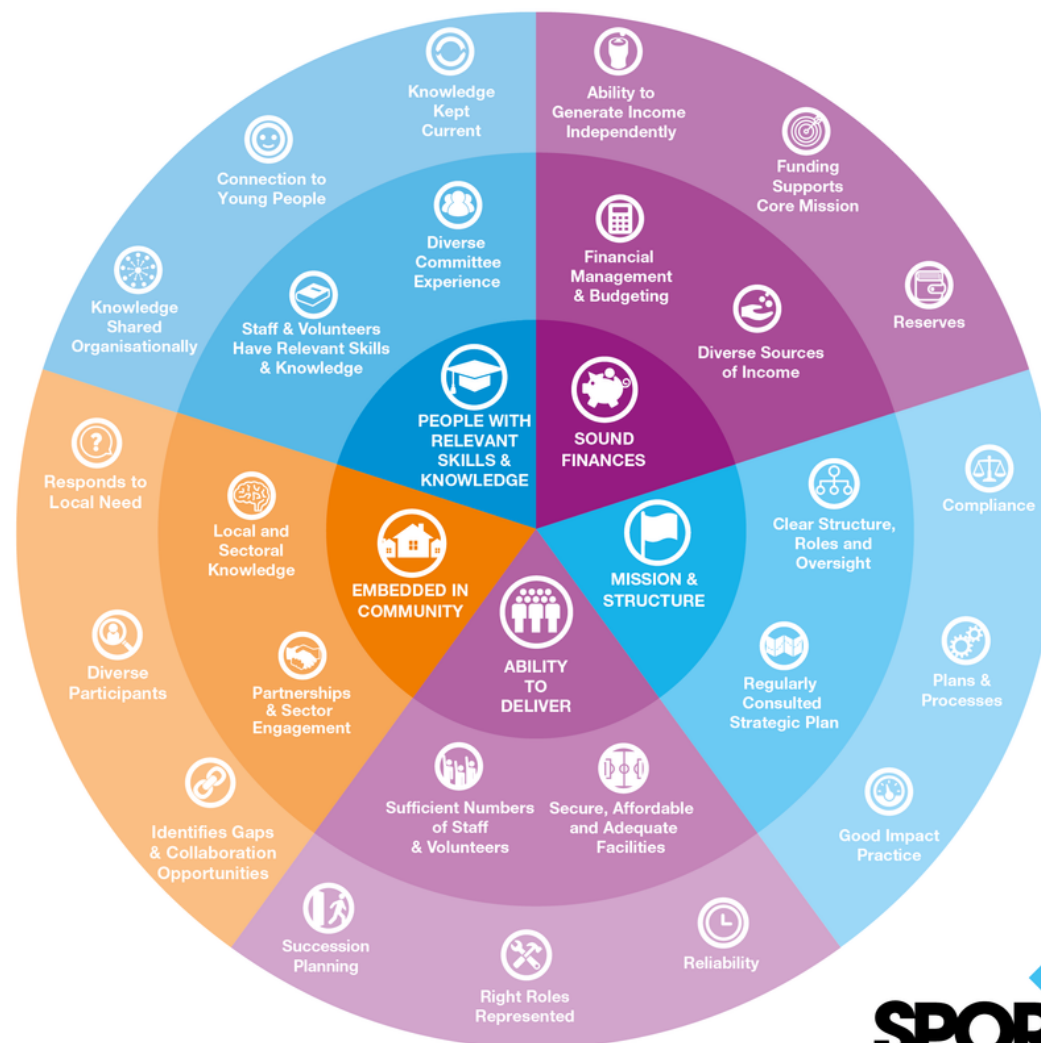 Knowledge
Kept
Current
Connection to
Young People
Knowledge
Shared
Organisationally
Diverse
Committee
Experience
Staff & Volunteers
Have Relevant Skills
& Knowledge
PEOPLE WITH
RELEVANT
SKILLS &
KNOWLEDGE
Ability to
Generate Income
Independently
Funding
Supports
Core Mission
Reserves
Financial
Management
& Budgeting
Diverse Sources
of Income
SOUND
FINANCES
Compliance
Plans &
Processes
Good Impact
Practice
Clear Structure,
Roles and
Oversight
Regularly
Consulted
Strategic Plan
MISSION &
STRUCTURE
ABILITY
TO
DELIVER
Sufficient Numbers
of Staff
& Volunteers
Secure, Affordable
and Adequate
Facilities
Succession
Planning
Right Roles
Represented
Reliability
EMBEDDED IN
COMMUNITY
Local and
Sectoral
Knowledge
Partnerships
& Sector
Engagement
?
Responds to
Local Need
Diverse
Participants
Identifies Gaps
& Collaboration
Opportunities
SPOR